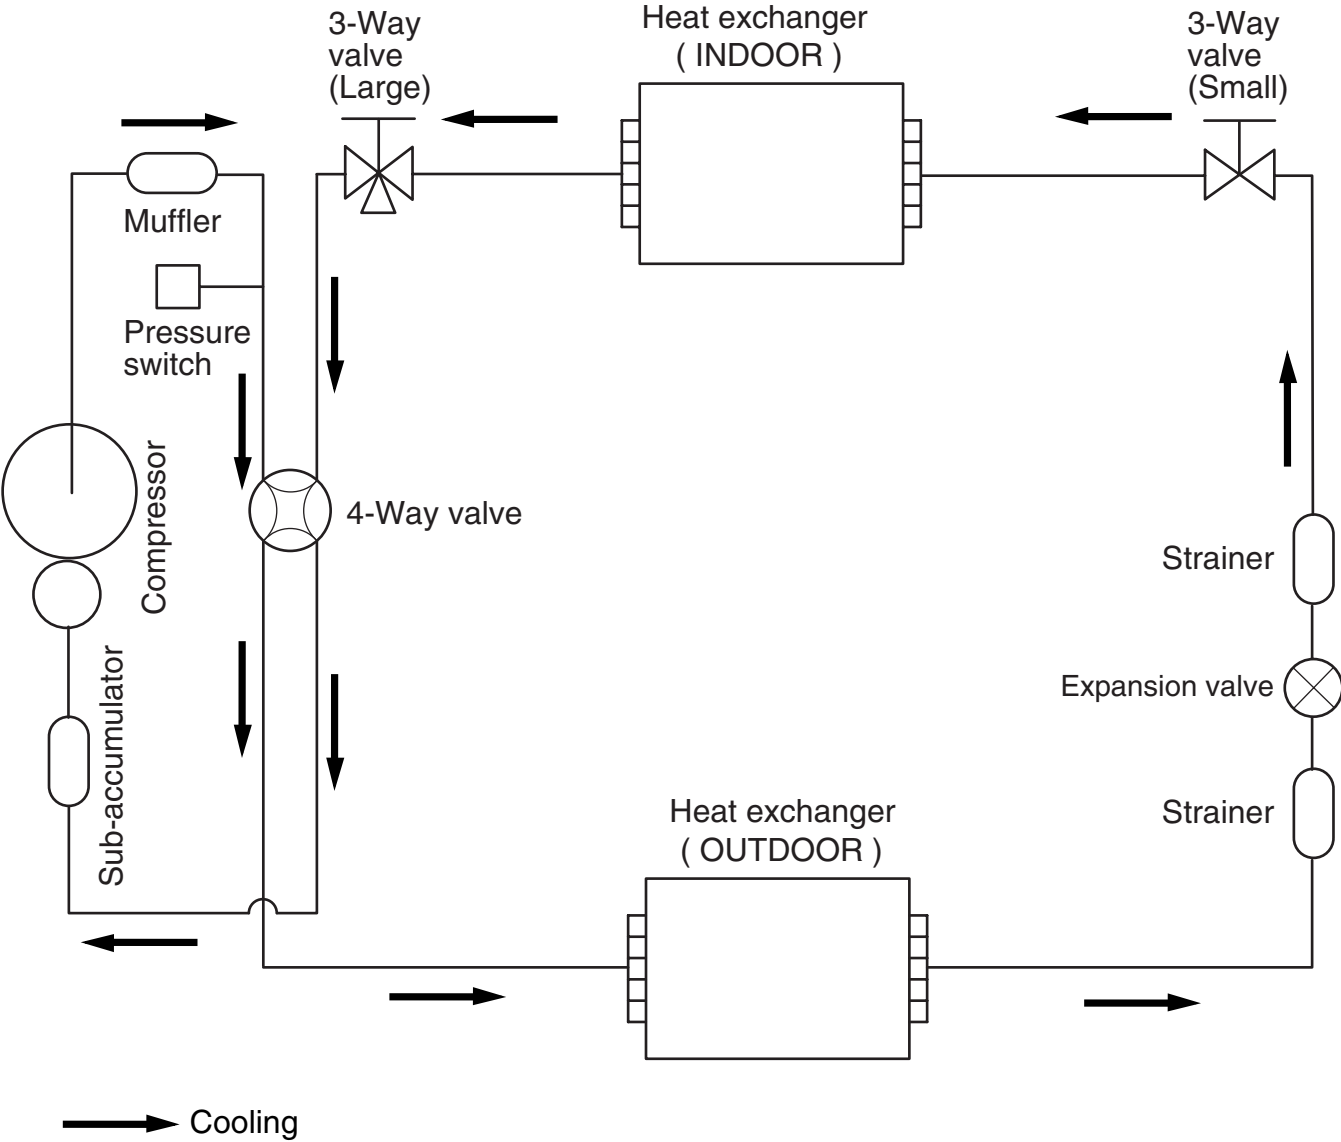 3-Way
valve
(Large)
Heat exchanger
( INDOOR )
3-Way
valve
(Small)
Muffler
Pressure
switch
Compressor
4-Way valve
Strainer
Expansion valve
Sub-accumulator
Strainer
Heat exchanger
( OUTDOOR )
Cooling